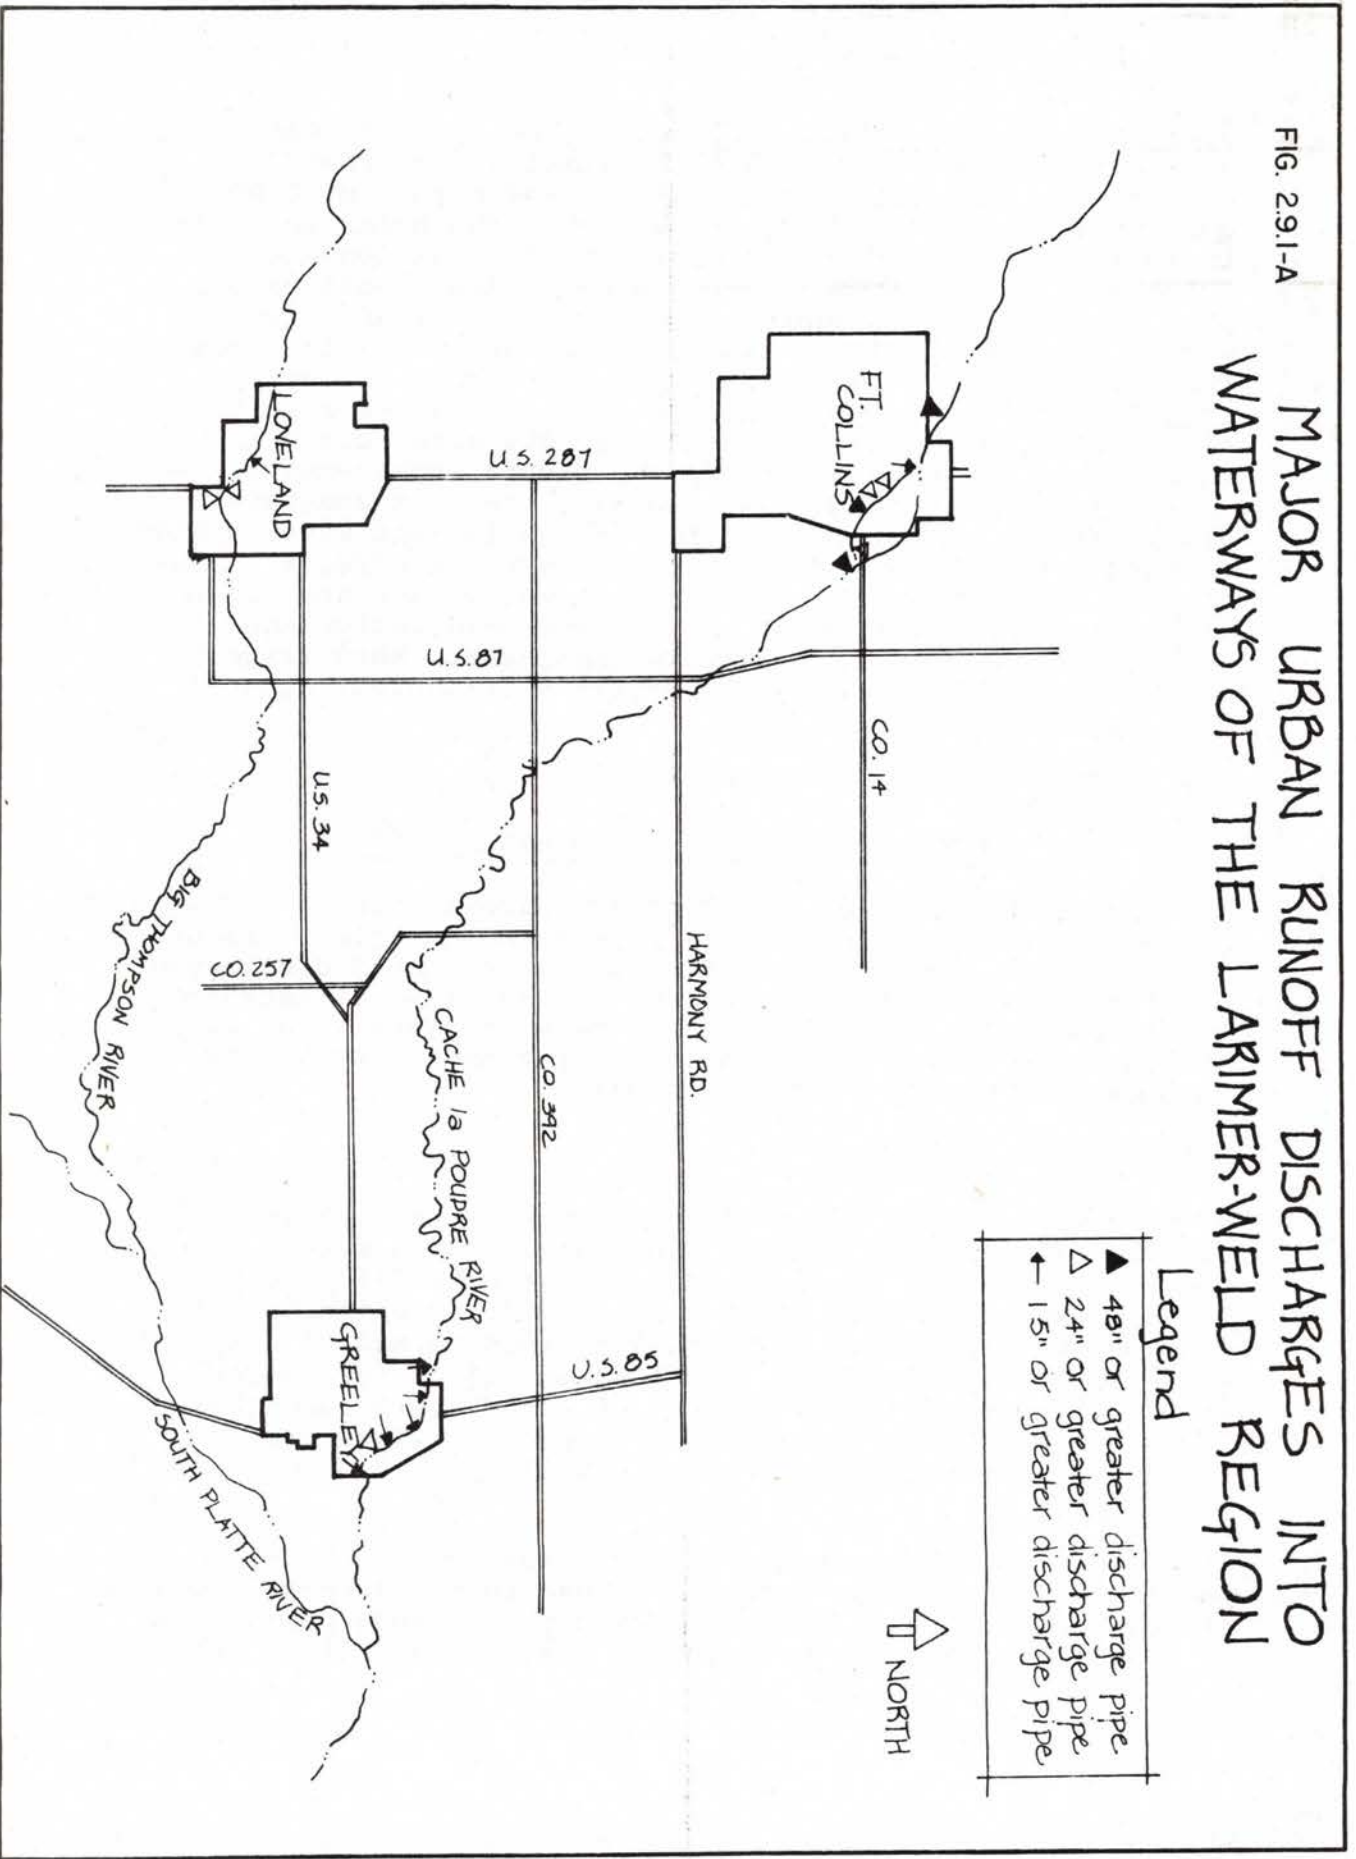 FIG. 2.9.1-A
MAJOR URBAN RUNOFF DISCHARGES INTO
WATERWAYS OF THE LARIMER-WELD REGION
Legend
48" or greater discharge pipe
24" or greater discharge pipe
15" or greater discharge pipe
NORTH
FT.
COLLINS
CO. 14
HARMONY RD.
U.S. 287
U.S. 87
U.S. 85
CO. 392
CACHE la POUDRE RIVER
LOVELAND
U.S. 34
CO. 257
GREELEY
BIG THOMPSON RIVER
SOUTH PLATTE RIVER